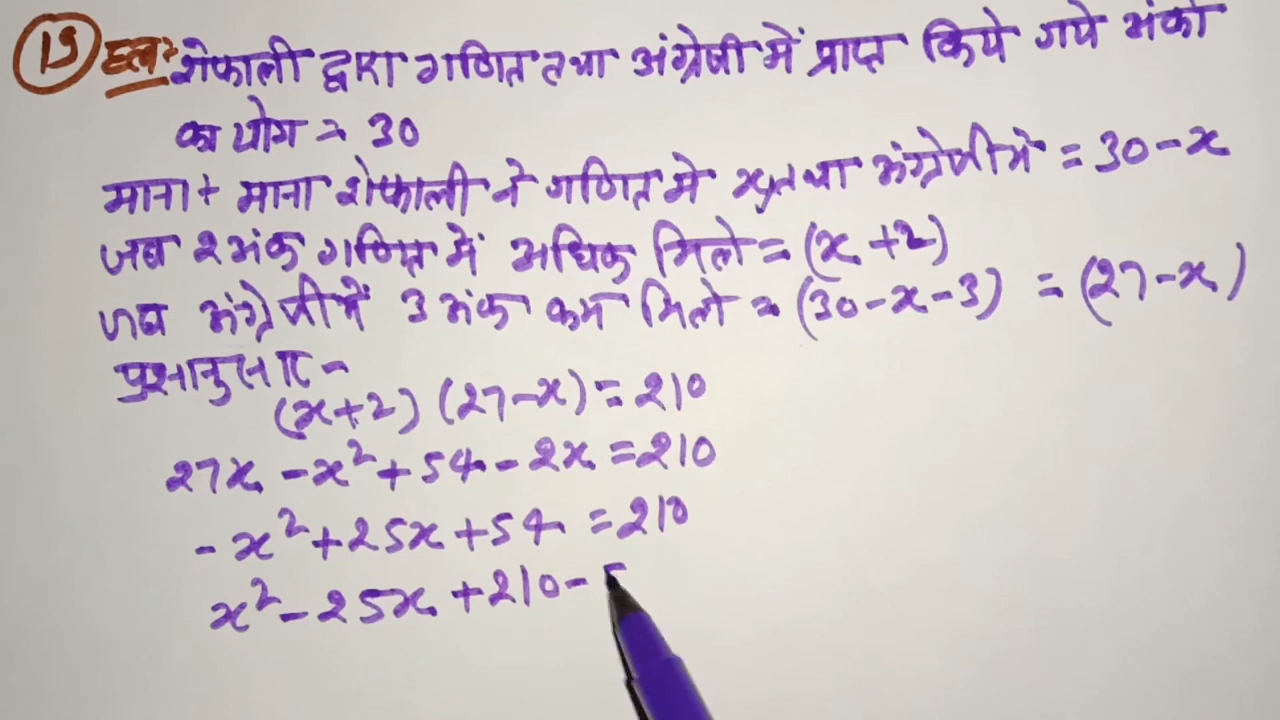 15 हल:- शेफाली द्वारा गणित तथा अंग्रेजी में प्राप्त किये गये अंको
का योग = 30
माना + माना शेफाली ने गणित मे x, तथा अंग्रेजी मे = 30-x
जब 2 अंक गणित में अधिक मिले = (x+2)
जब अंग्रेजी में 3 अंक कम मिले = (30-x-3) = (27-x)
प्रश्नानुसार -
(x+2) (27-x) = 210
27x - x² + 54 - 2x = 210
- x² + 25x + 54 = 210
x² - 25x + 210 - 5